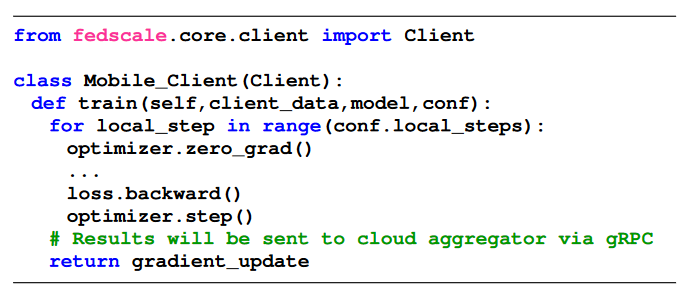 from fedscale.core.client import Client

class Mobile_Client(Client):
  def train(self,client_data,model,conf):
    for local_step in range(conf.local_steps):
      optimizer.zero_grad()
      ...
      loss.backward()
      optimizer.step()
    # Results will be sent to cloud aggregator via gRPC
    return gradient_update